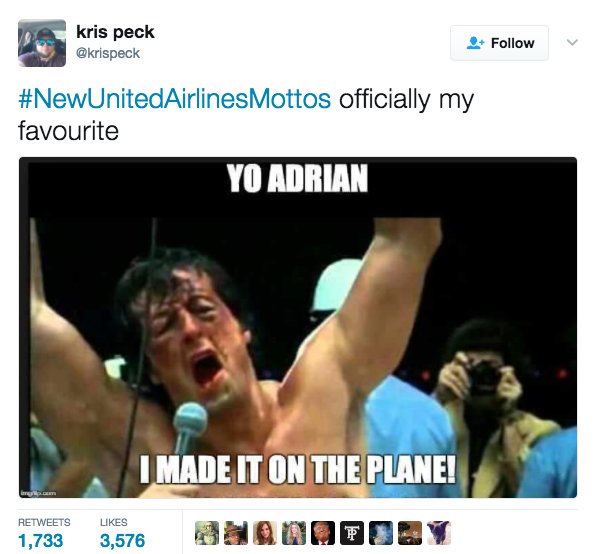 kris peck
@krispeck
Follow
#NewUnitedAirlinesMottos officially my
favourite
YO ADRIAN
I MADE IT ON THE PLANE!
imgflip.com
RETWEETS
LIKES
1,733
3,576